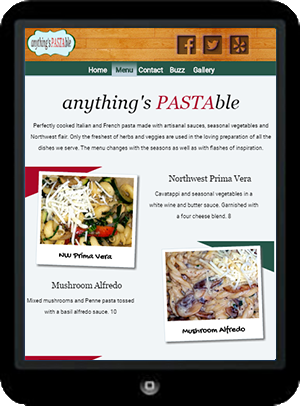 anything's PASTAble
Home Menu Contact Buzz Gallery
anything's PASTAble
Perfectly cooked Italian and French pasta made with artisanal sauces, seasonal vegetables and
Northwest flair. Only the freshest of herbs and veggies are used in the loving preparation of all the
dishes we serve. The menu changes with the seasons as well as with flashes of inspiration.
NW Prima Vera
Northwest Prima Vera
Cavatappi and seasonal vegetables in a
white wine and butter sauce. Garnished with
a four cheese blend. 8
Mushroom Alfredo
Mixed mushrooms and Penne pasta tossed
with a basil alfredo sauce. 10
Mushroom Alfredo